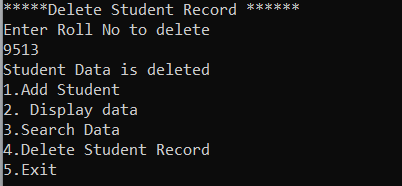 *****Delete Student Record ******
Enter Roll No to delete
9513
Student Data is deleted
1.Add Student
2. Display data
3.Search Data
4.Delete Student Record
5.Exit